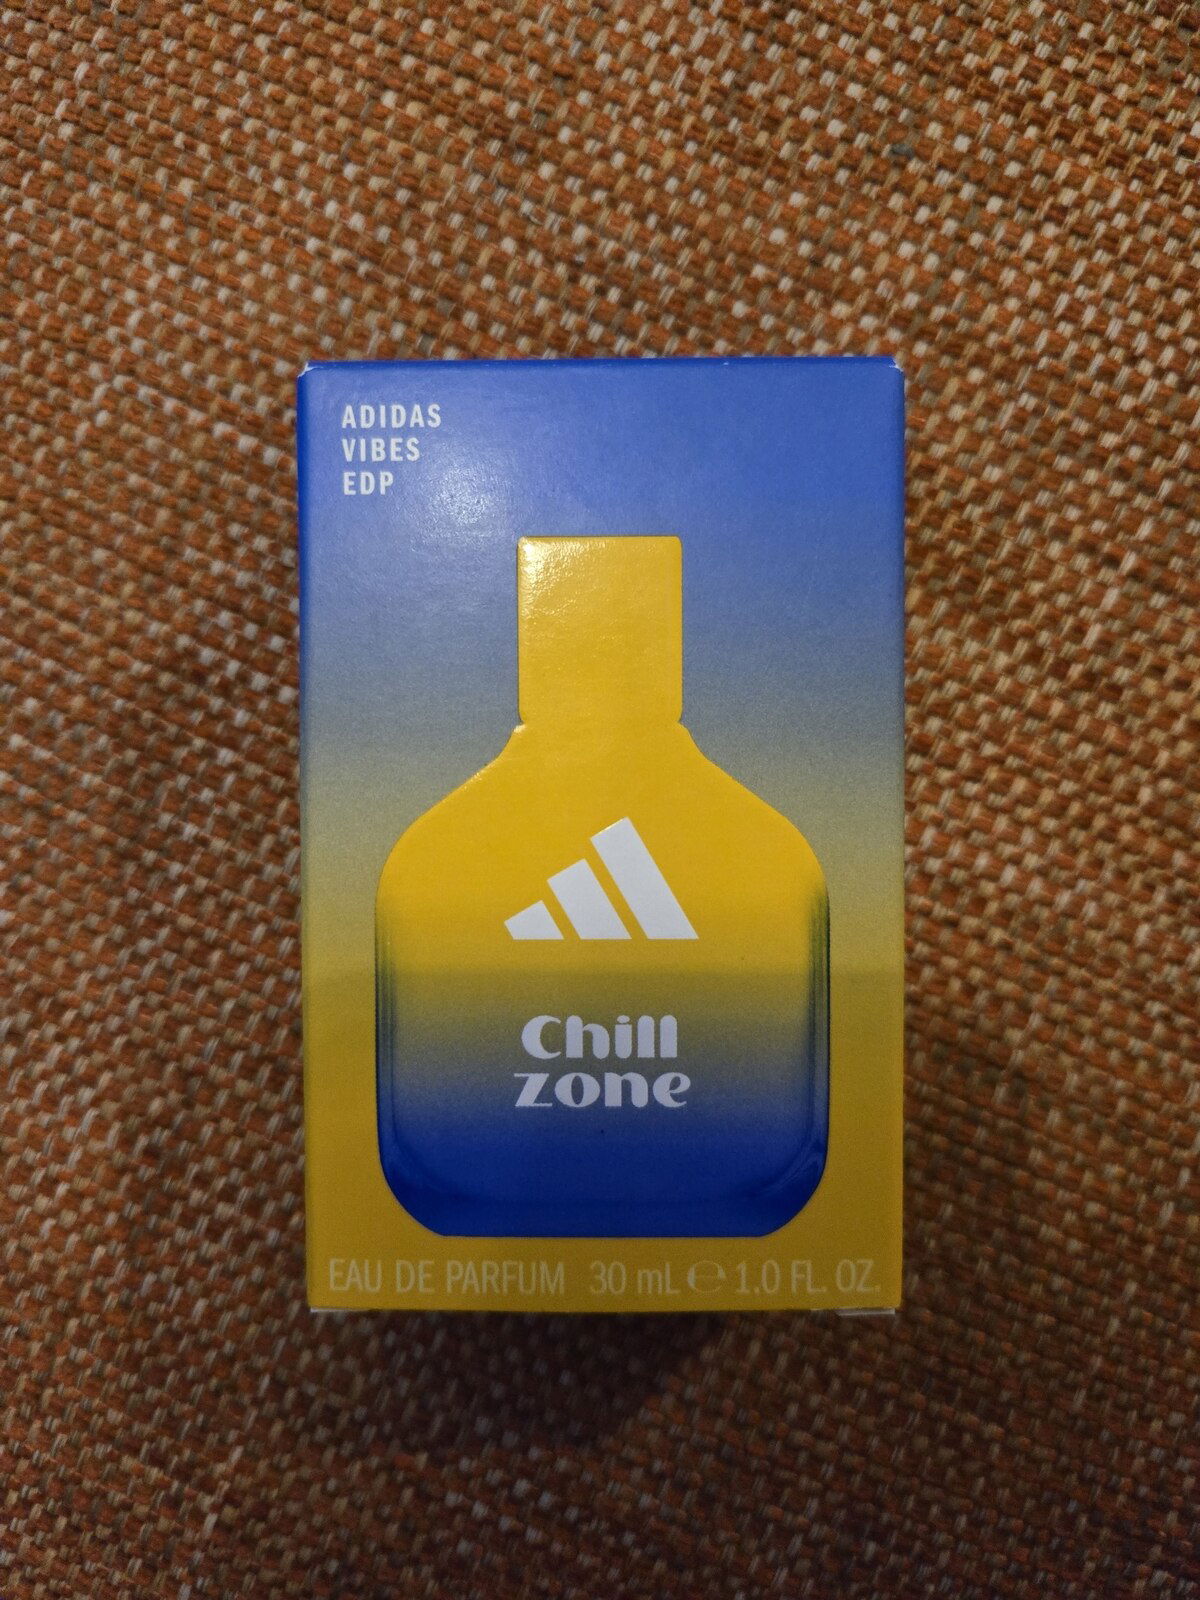 ADIDAS
VIBES
EDP
Chill
zone
EAU DE PARFUM 30 mL ℮ 1.0 FL. OZ.